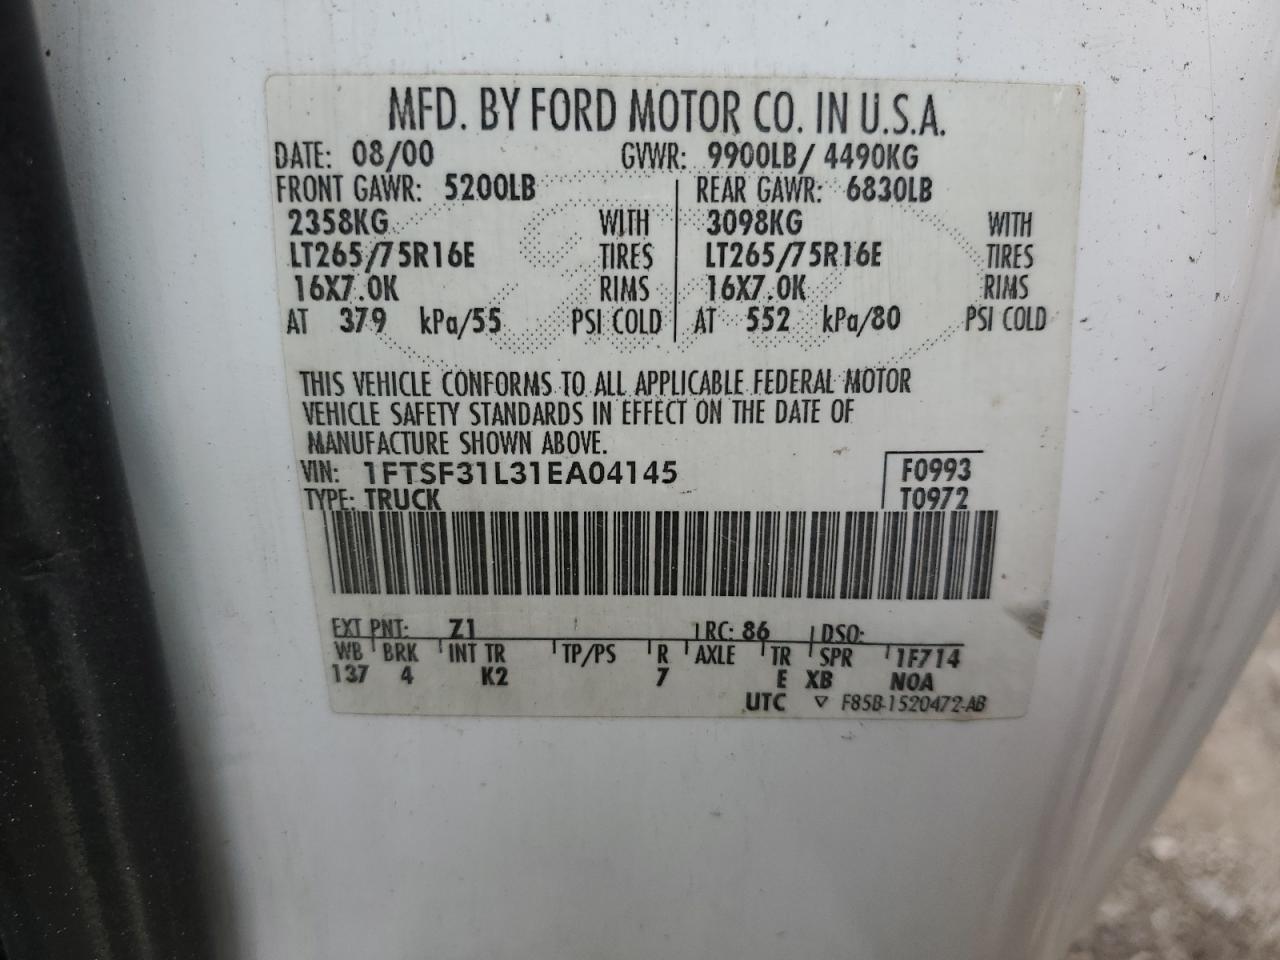 MFD. BY FORD MOTOR CO. IN U.S.A.
DATE: 08/00 GVWR: 9900LB/ 4490KG
FRONT GAWR: 5200LB REAR GAWR: 6830LB
2358KG WITH 3098KG WITH
LT265/75R16E TIRES LT265/75R16E TIRES
16X7.0K RIMS 16X7.0K RIMS
AT 379 kPa/55 PSI COLD AT 552 kPa/80 PSI COLD
THIS VEHICLE CONFORMS TO ALL APPLICABLE FEDERAL MOTOR
VEHICLE SAFETY STANDARDS IN EFFECT ON THE DATE OF
MANUFACTURE SHOWN ABOVE.
VIN: 1FTSF31L31EA04145 F0993
TYPE: TRUCK T0972
EXT PNT: Z1 RC: 86 DSO:
WB BRK INT TR TP/PS R AXLE TR SPR 1F714
137 4 K2 7 E XB N0A
UTC ▽ F85B-1520472-AB